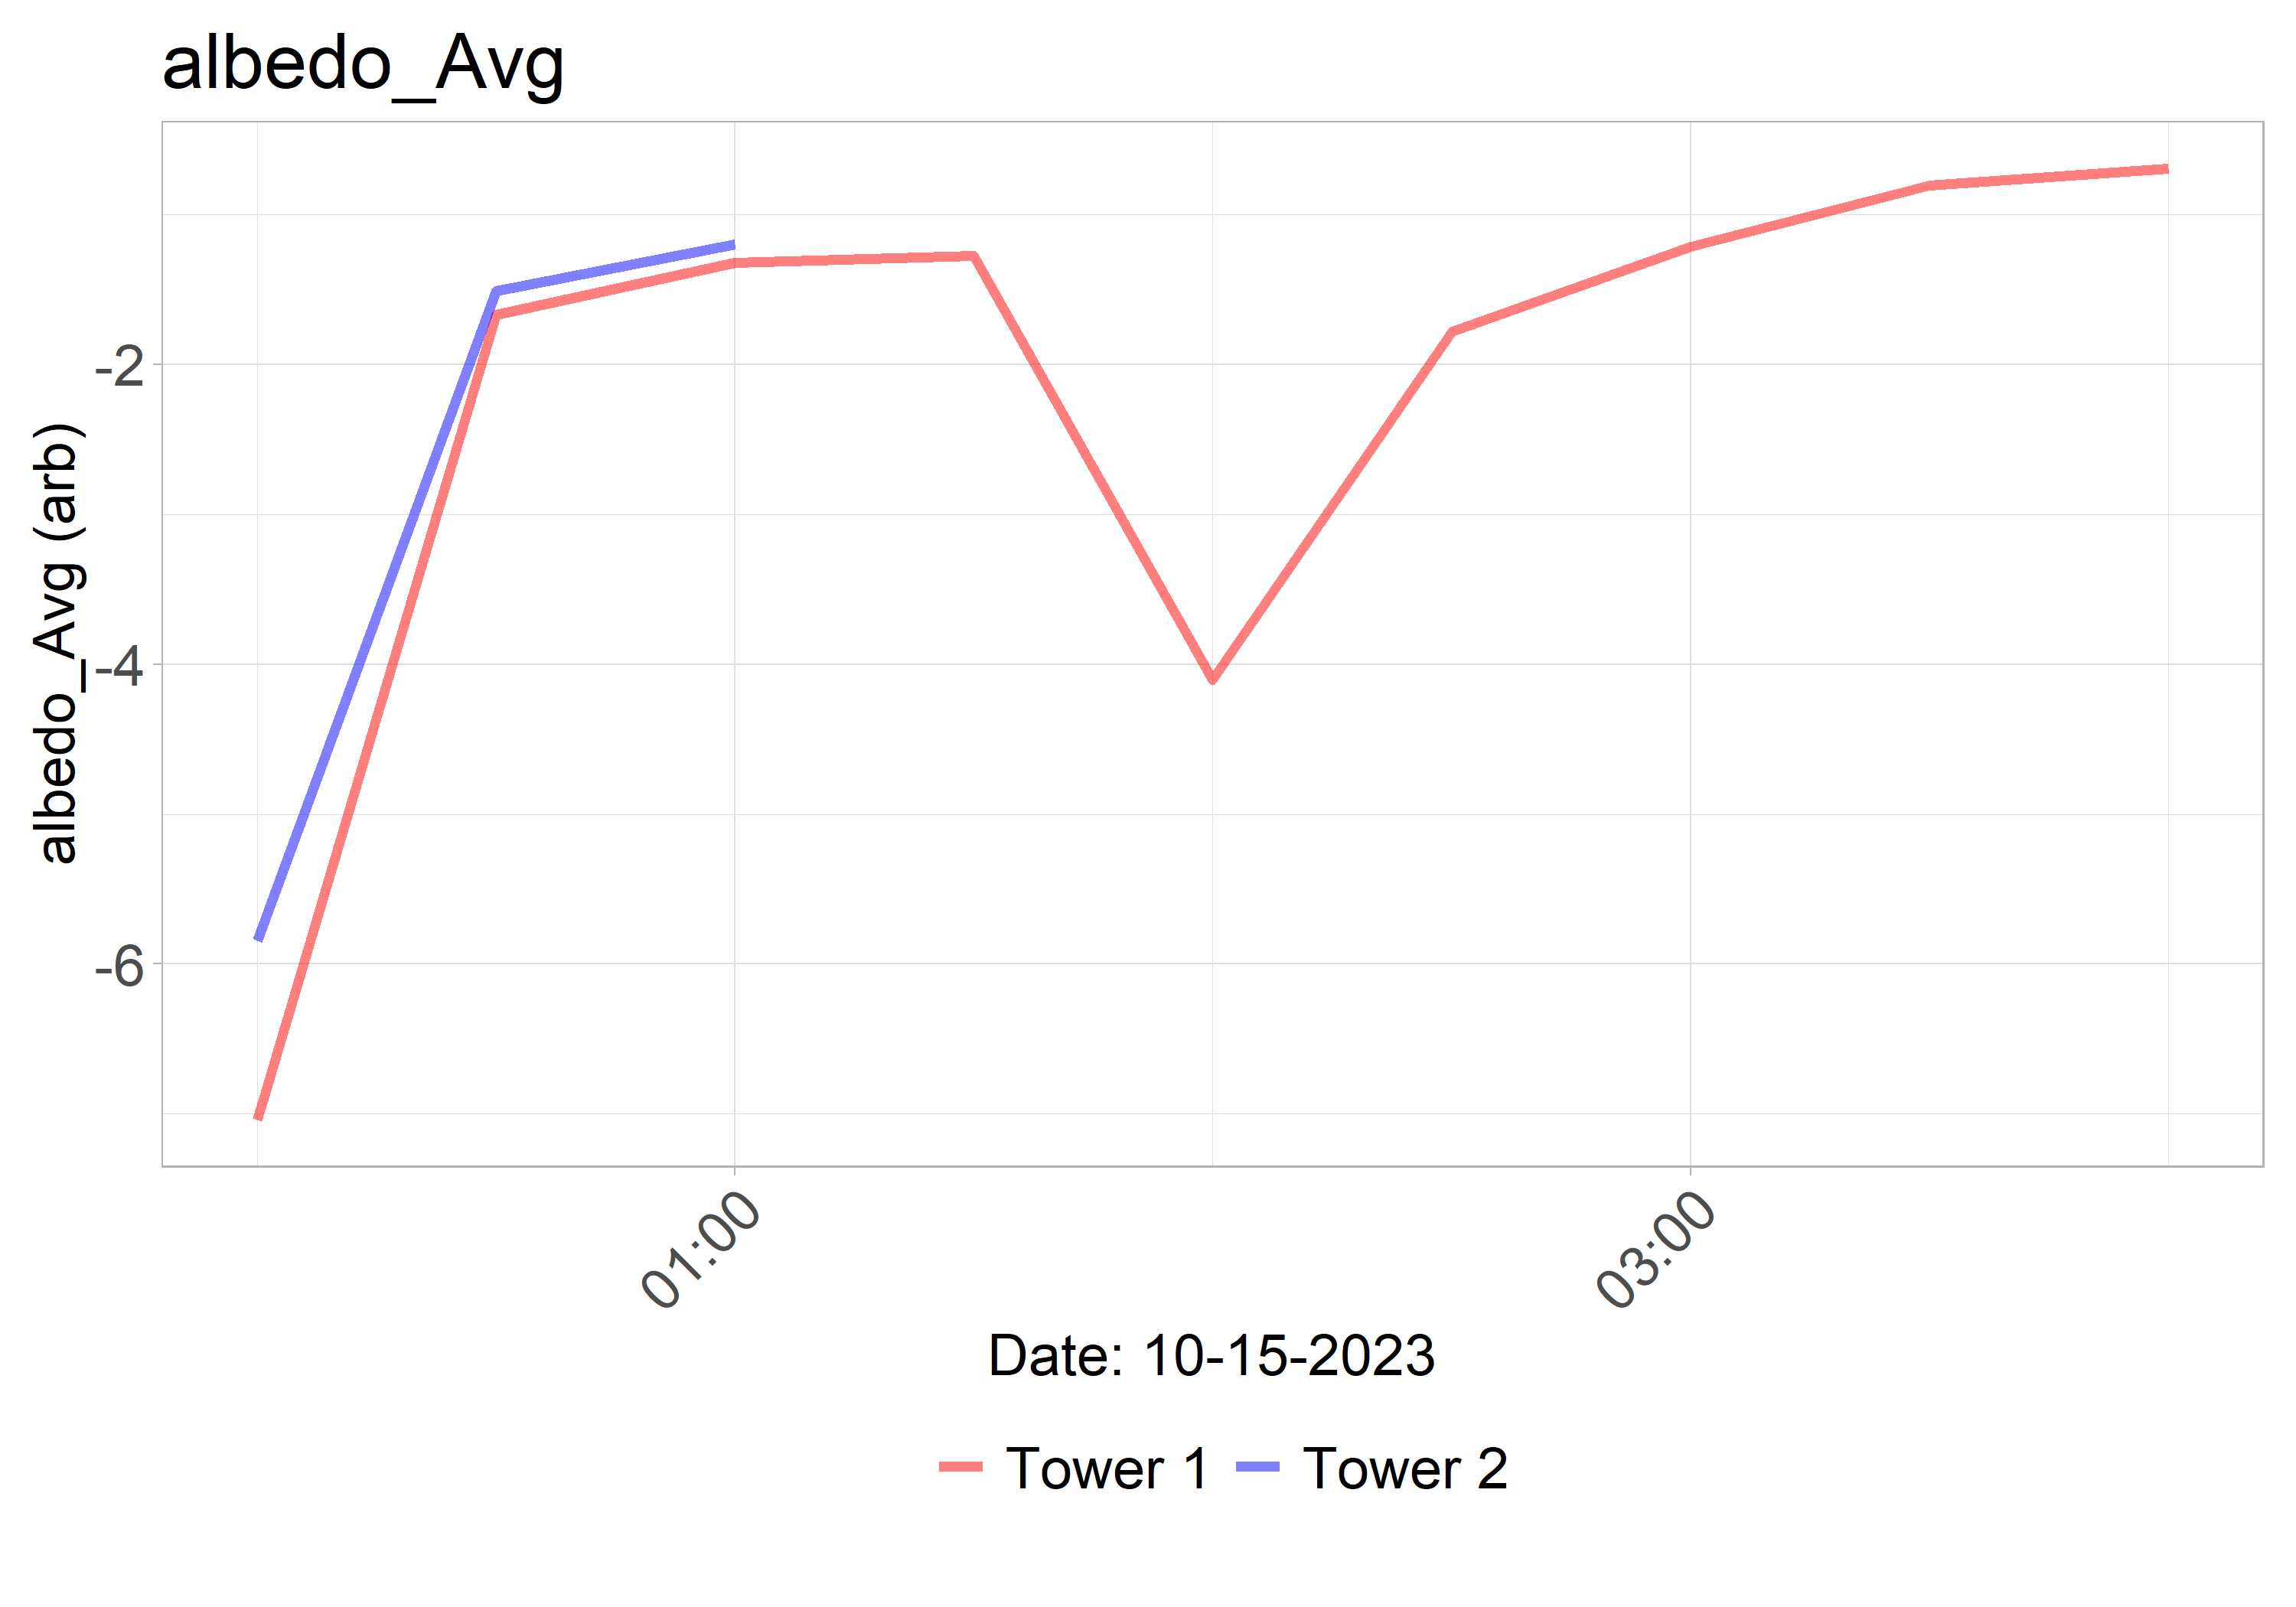 albedo_Avg
albedo_Avg (arb)
-2
-4
-6
01:00
03:00
Date: 10-15-2023
Tower 1
Tower 2